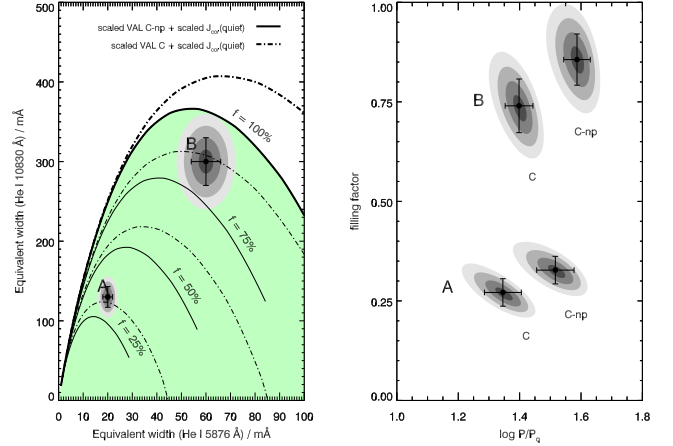 scaled VAL C-np + scaled Jcor(quiet)
scaled VAL C + scaled Jcor(quiet)
500
400
300
200
100
0
Equivalent width (He I 10830 Å) / mÅ
f = 100%
f = 75%
f = 50%
f = 25%
B
A
0 10 20 30 40 50 60 70 80 90 100
Equivalent width (He I 5876 Å) / mÅ
1.00
0.75
0.50
0.25
0.00
filling factor
B
C-np
C
A
C-np
C
1.0 1.2 1.4 1.6 1.8
log P/Pq